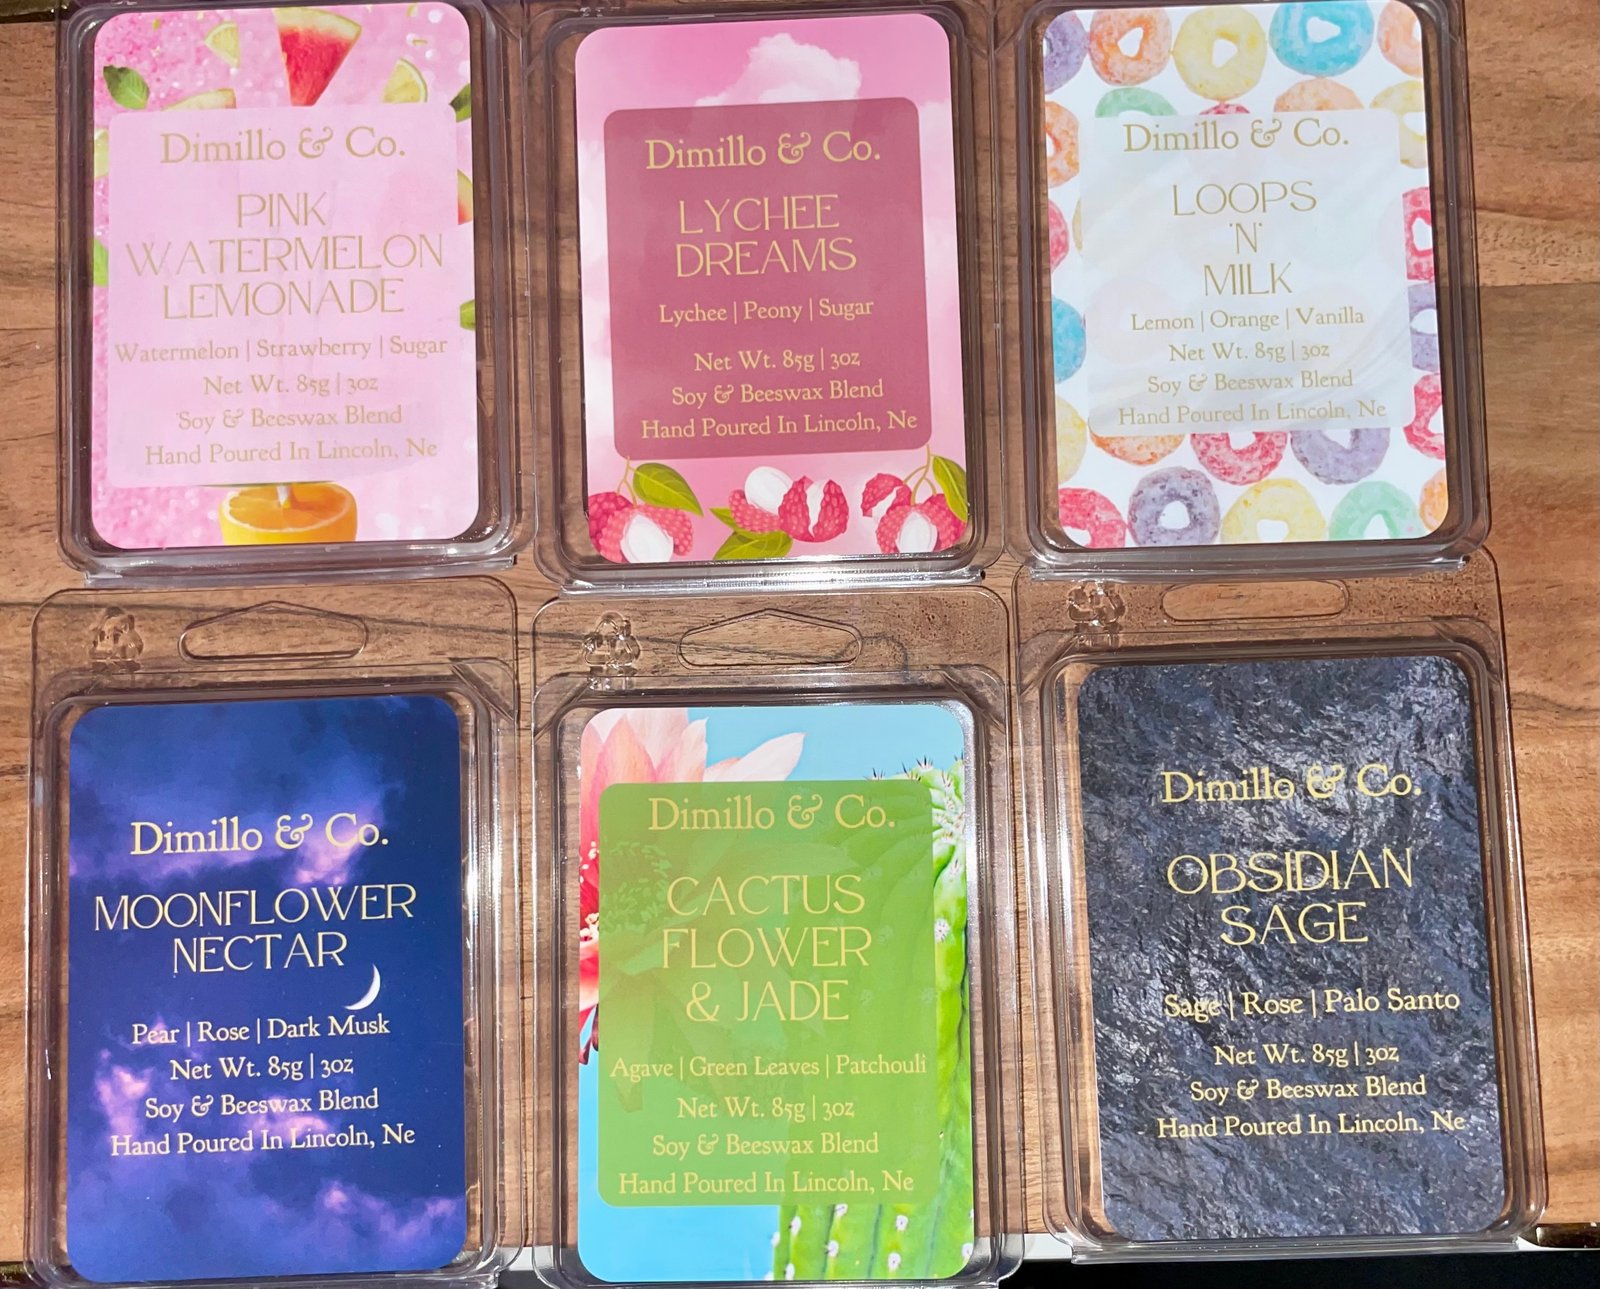 Dimillo & Co.
PINK
WATERMELON
LEMONADE
Watermelon | Strawberry | Sugar
Net Wt. 85g | 3oz
Soy & Beeswax Blend
Hand Poured In Lincoln, Ne
Dimillo & Co.
LYCHEE
DREAMS
Lychee | Peony | Sugar
Net Wt. 85g | 3oz
Soy & Beeswax Blend
Hand Poured In Lincoln, Ne
Dimillo & Co.
LOOPS
'N'
MILK
Lemon | Orange | Vanilla
Net Wt. 85g | 3oz
Soy & Beeswax Blend
Hand Poured In Lincoln, Ne
Dimillo & Co.
MOONFLOWER
NECTAR
Pear | Rose | Dark Musk
Net Wt. 85g | 3oz
Soy & Beeswax Blend
Hand Poured In Lincoln, Ne
Dimillo & Co.
CACTUS
FLOWER
& JADE
Agave | Green Leaves | Patchouli
Net Wt. 85g | 3oz
Soy & Beeswax Blend
Hand Poured In Lincoln, Ne
Dimillo & Co.
OBSIDIAN
SAGE
Sage | Rose | Palo Santo
Net Wt. 85g | 3oz
Soy & Beeswax Blend
Hand Poured In Lincoln, Ne